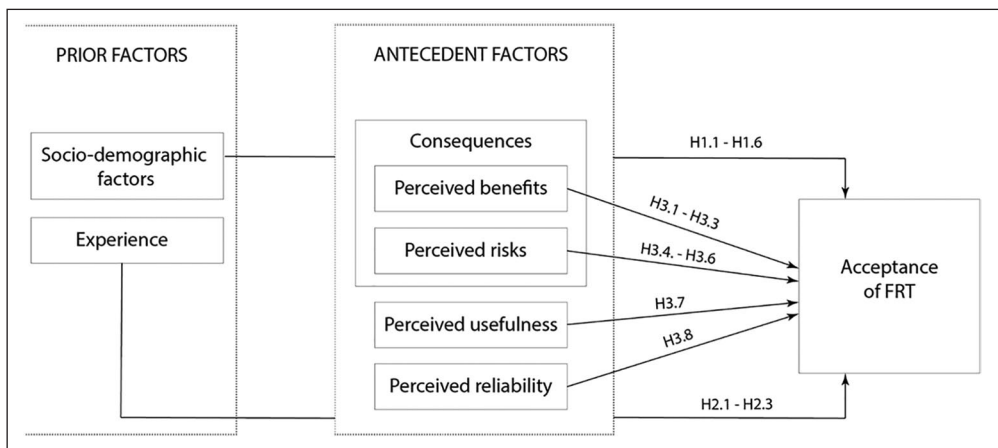 PRIOR FACTORS
Socio-demographic
factors
Experience
ANTECEDENT FACTORS
Consequences
Perceived benefits
Perceived risks
Perceived usefulness
Perceived reliability
H1.1 - H1.6
H3.1 - H3.3
H3.4. - H3.6
H3.7
H3.8
H2.1 - H2.3
Acceptance
of FRT